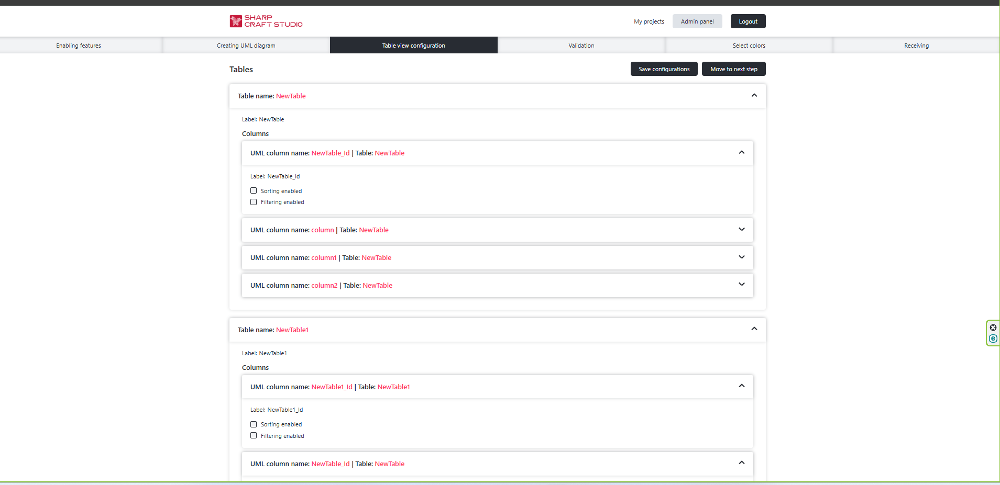 SHARP
CRAFT STUDIO
My projects
Admin panel
Logout
Enabling features
Creating UML diagram
Table view configuration
Validation
Select colors
Receiving
Tables
Save configurations
Move to next step
Table name: NewTable
Label: NewTable
Columns
UML column name: NewTable_Id | Table: NewTable
Label: NewTable_Id
Sorting enabled
Filtering enabled
UML column name: column | Table: NewTable
UML column name: column1 | Table: NewTable
UML column name: column2 | Table: NewTable
Table name: NewTable1
Label: NewTable1
Columns
UML column name: NewTable1_Id | Table: NewTable1
Label: NewTable1_Id
Sorting enabled
Filtering enabled
UML column name: NewTable_Id | Table: NewTable
e